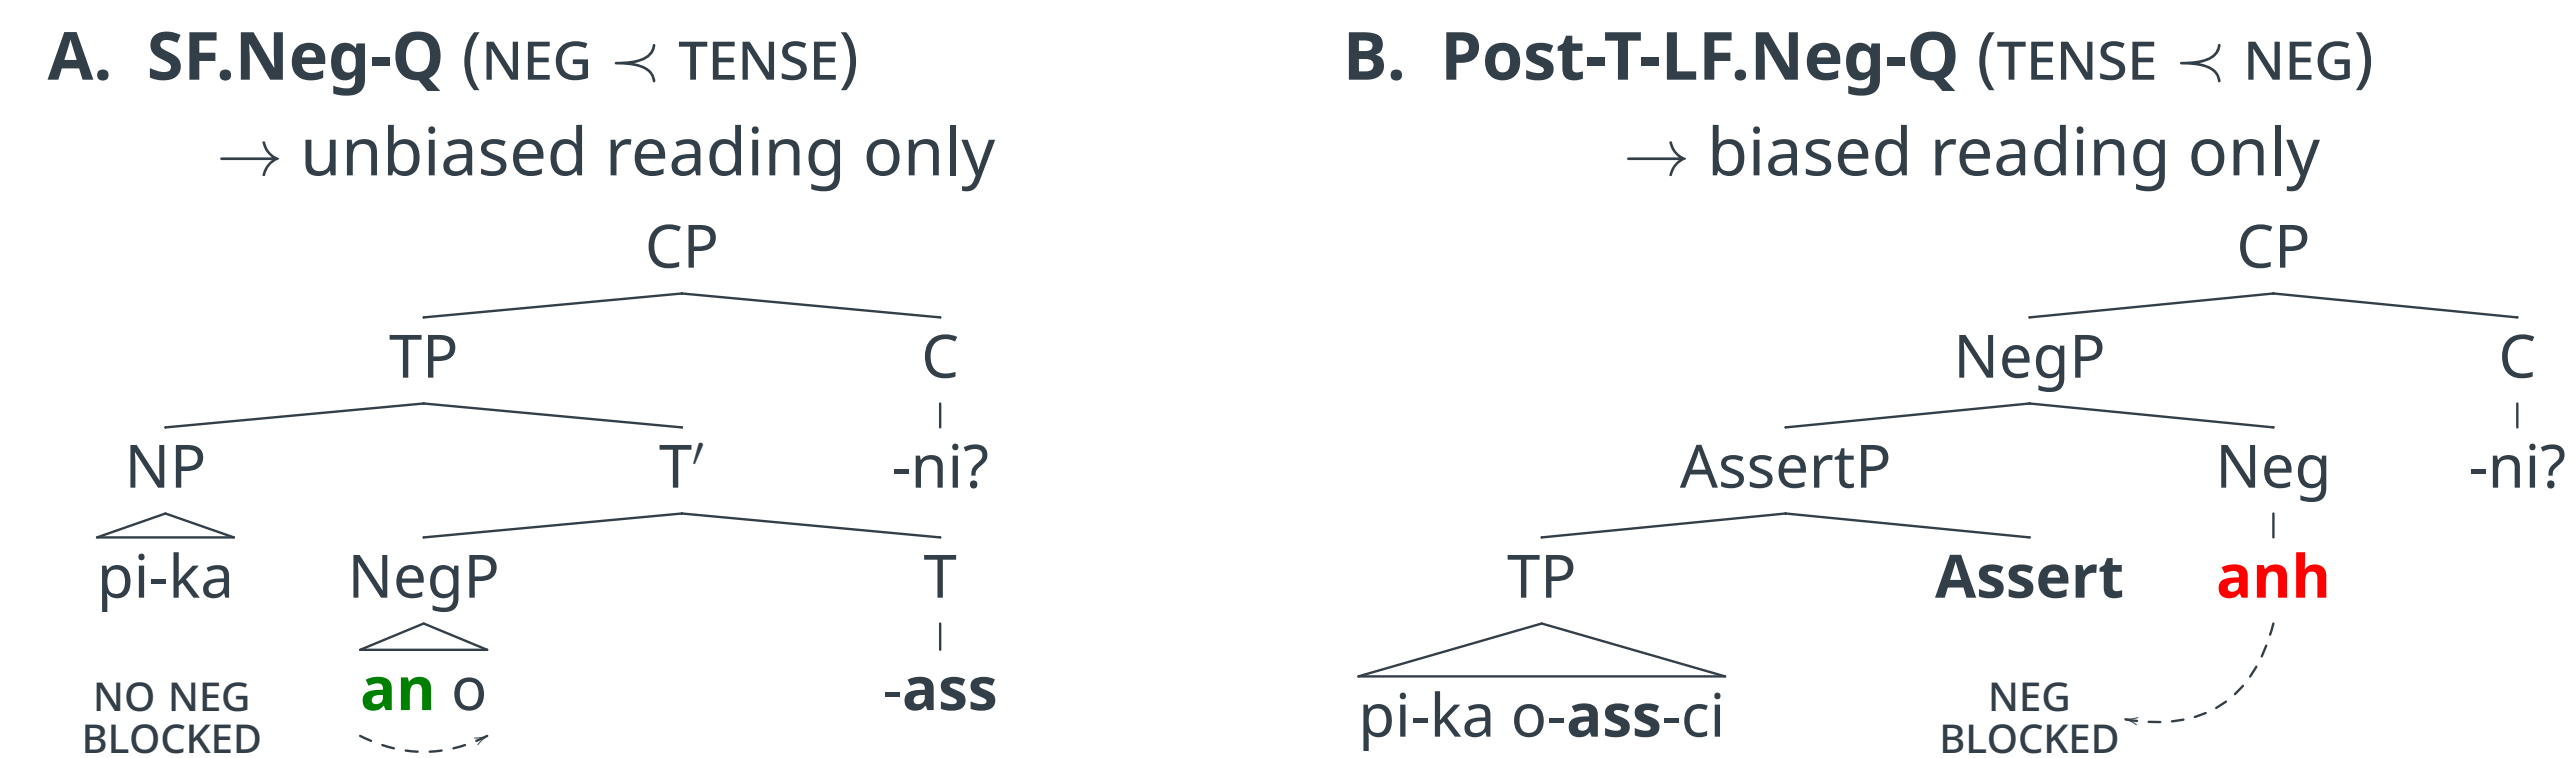 A. SF.Neg-Q (NEG ≺ TENSE)
→ unbiased reading only
CP
TP C
NP T′ -ni?
pi-ka NegP T
an o -ass
NO NEG
BLOCKED
B. Post-T-LF.Neg-Q (TENSE ≺ NEG)
→ biased reading only
CP
NegP C
AssertP Neg -ni?
TP Assert anh
pi-ka o-ass-ci
NEG
BLOCKED